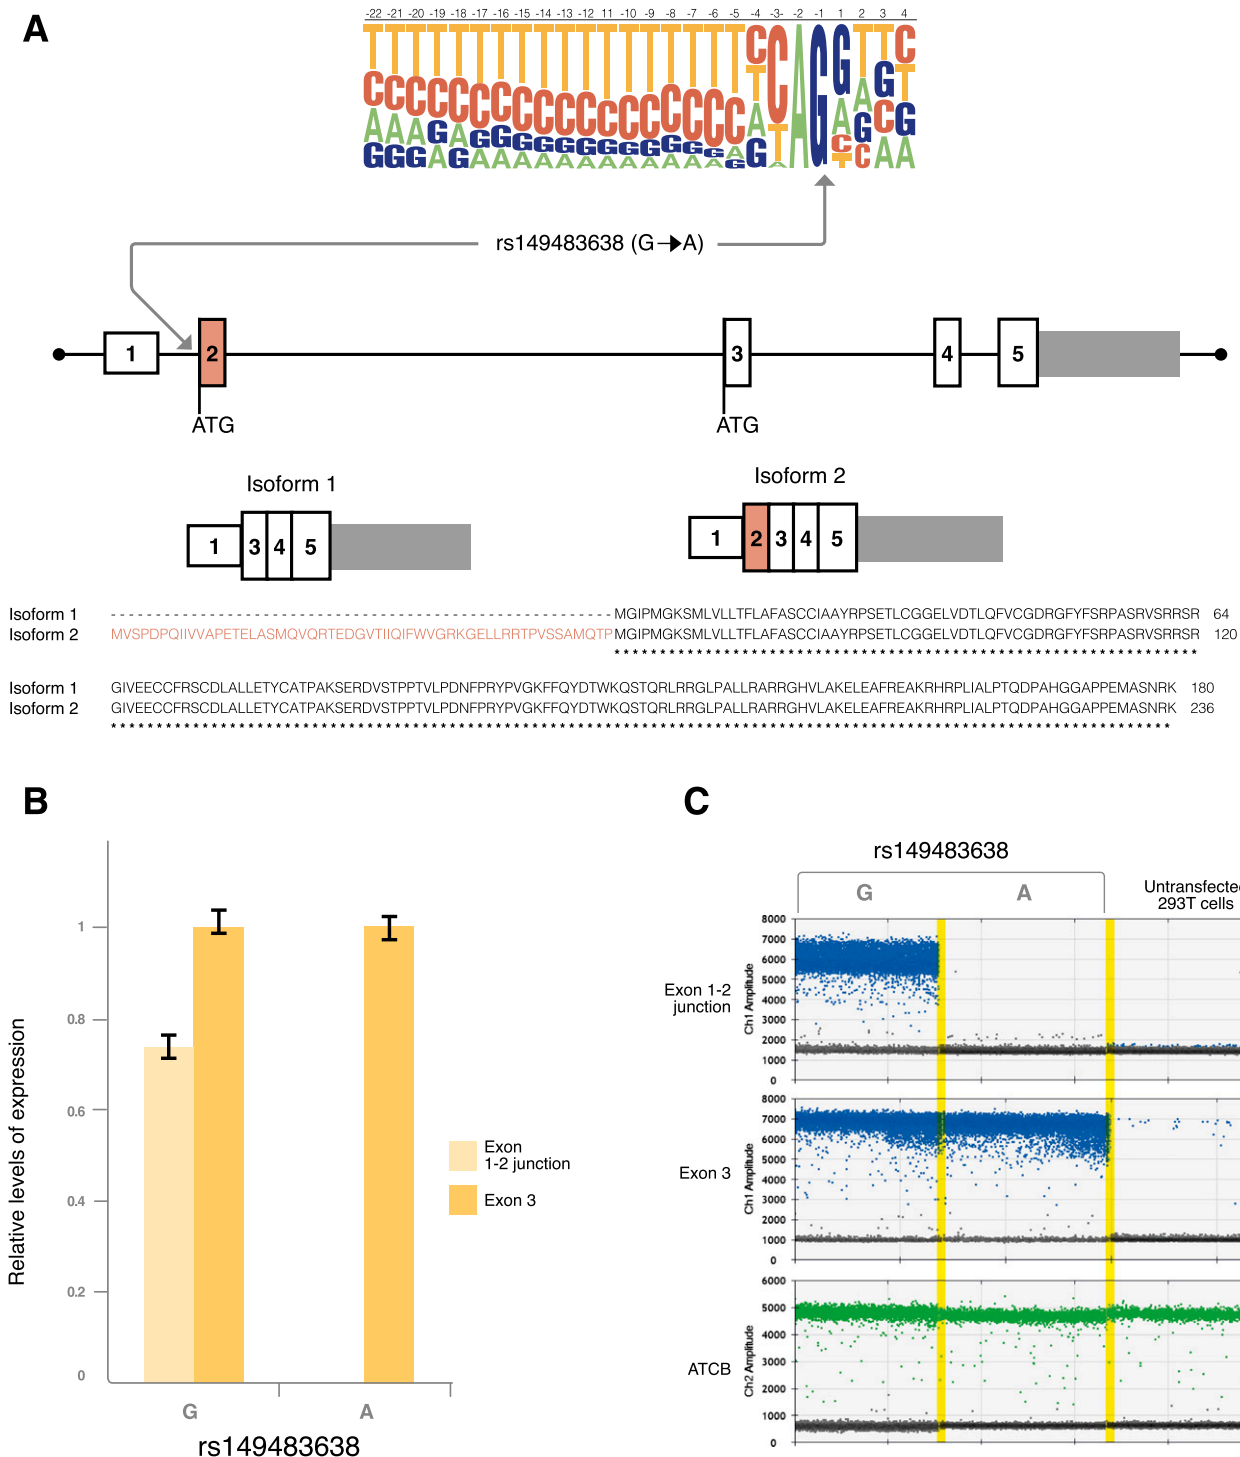 A
-22 -21 -20 -19 -18 -17 -16 -15 -14 -13 -12 11 -10 -9 -8 -7 -6 -5 -4 -3- -2 -1 1 2 3 4
rs149483638 (G→A)
1 2 3 4 5
ATG ATG
Isoform 1
Isoform 2
1 3 4 5
1 2 3 4 5
Isoform 1 MGIPMGKSMLVLLTFLAFASCCIAAYRPSETLCGGELVDTLQFVCGDRGFYFSRPASRVSRRSR 64
Isoform 2 MVSPDPQIIVVAPETELASMQVQRTEDGVTIIQIFWVGRKGELLRRTPVSSAMQTPMGIPMGKSMLVLLTFLAFASCCIAAYRPSETLCGGELVDTLQFVCGDRGFYFSRPASRVSRRSR 120
Isoform 1 GIVEECCFRSCDLALLETYCATPAKSERDVSTPPTVLPDNFPRYPVGKFFQYDTWKQSTQRLRRGLPALLRARRGHVLAKELEAFREAKRHRPLIALPTQDPAHGGAPPEMASNRK 180
Isoform 2 GIVEECCFRSCDLALLETYCATPAKSERDVSTPPTVLPDNFPRYPVGKFFQYDTWKQSTQRLRRGLPALLRARRGHVLAKELEAFREAKRHRPLIALPTQDPAHGGAPPEMASNRK 236
B
Relative levels of expression
1
0.8
0.6
0.4
0.2
0
Exon
1-2 junction
Exon 3
G A
rs149483638
C
rs149483638
G A
Untransfecte
293T cells
Exon 1-2
junction
Ch1 Amplitude
8000
7000
6000
5000
4000
3000
2000
1000
0
Exon 3
Ch1 Amplitude
8000
7000
6000
5000
4000
3000
2000
1000
0
ATCB
Ch2 Amplitude
6000
5000
4000
3000
2000
1000
0